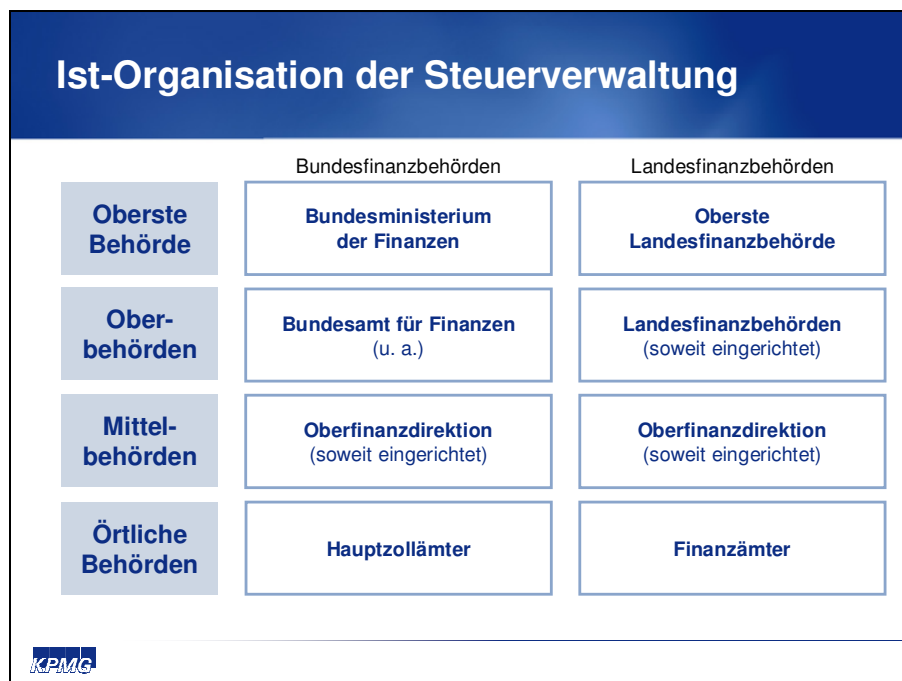 Ist-Organisation der Steuerverwaltung
Bundesfinanzbehörden
Landesfinanzbehörden
Oberste
Behörde
Bundesministerium
der Finanzen
Oberste
Landesfinanzbehörde
Ober-
behörden
Bundesamt für Finanzen
(u. a.)
Landesfinanzbehörden
(soweit eingerichtet)
Mittel-
behörden
Oberfinanzdirektion
(soweit eingerichtet)
Oberfinanzdirektion
(soweit eingerichtet)
Örtliche
Behörden
Hauptzollämter
Finanzämter
KPMG